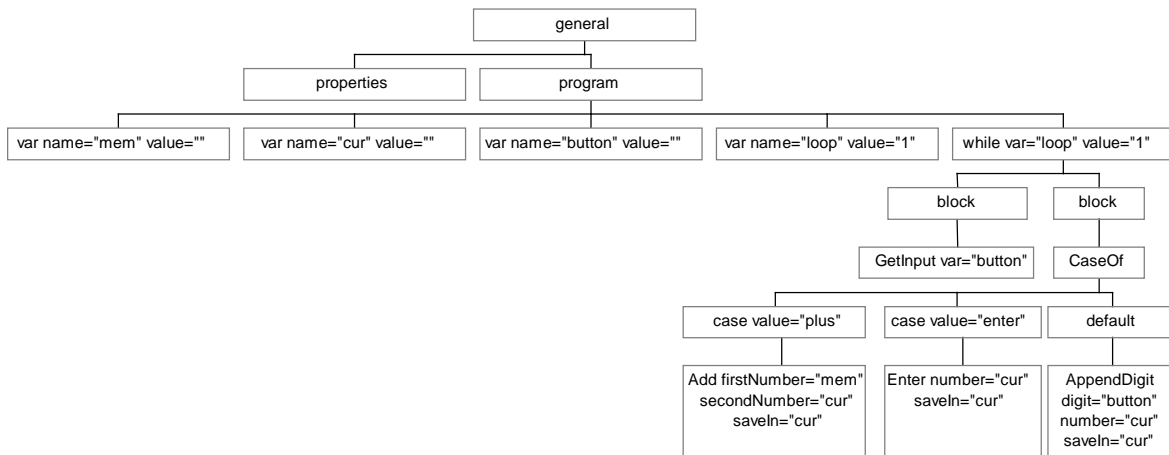 general
properties
program
var name="mem" value=""
var name="cur" value=""
var name="button" value=""
var name="loop" value="1"
while var="loop" value="1"
block
block
GetInput var="button"
CaseOf
case value="plus"
case value="enter"
default
Add firstNumber="mem"
secondNumber="cur"
saveIn="cur"
Enter number="cur"
saveIn="cur"
AppendDigit
digit="button"
number="cur"
saveIn="cur"